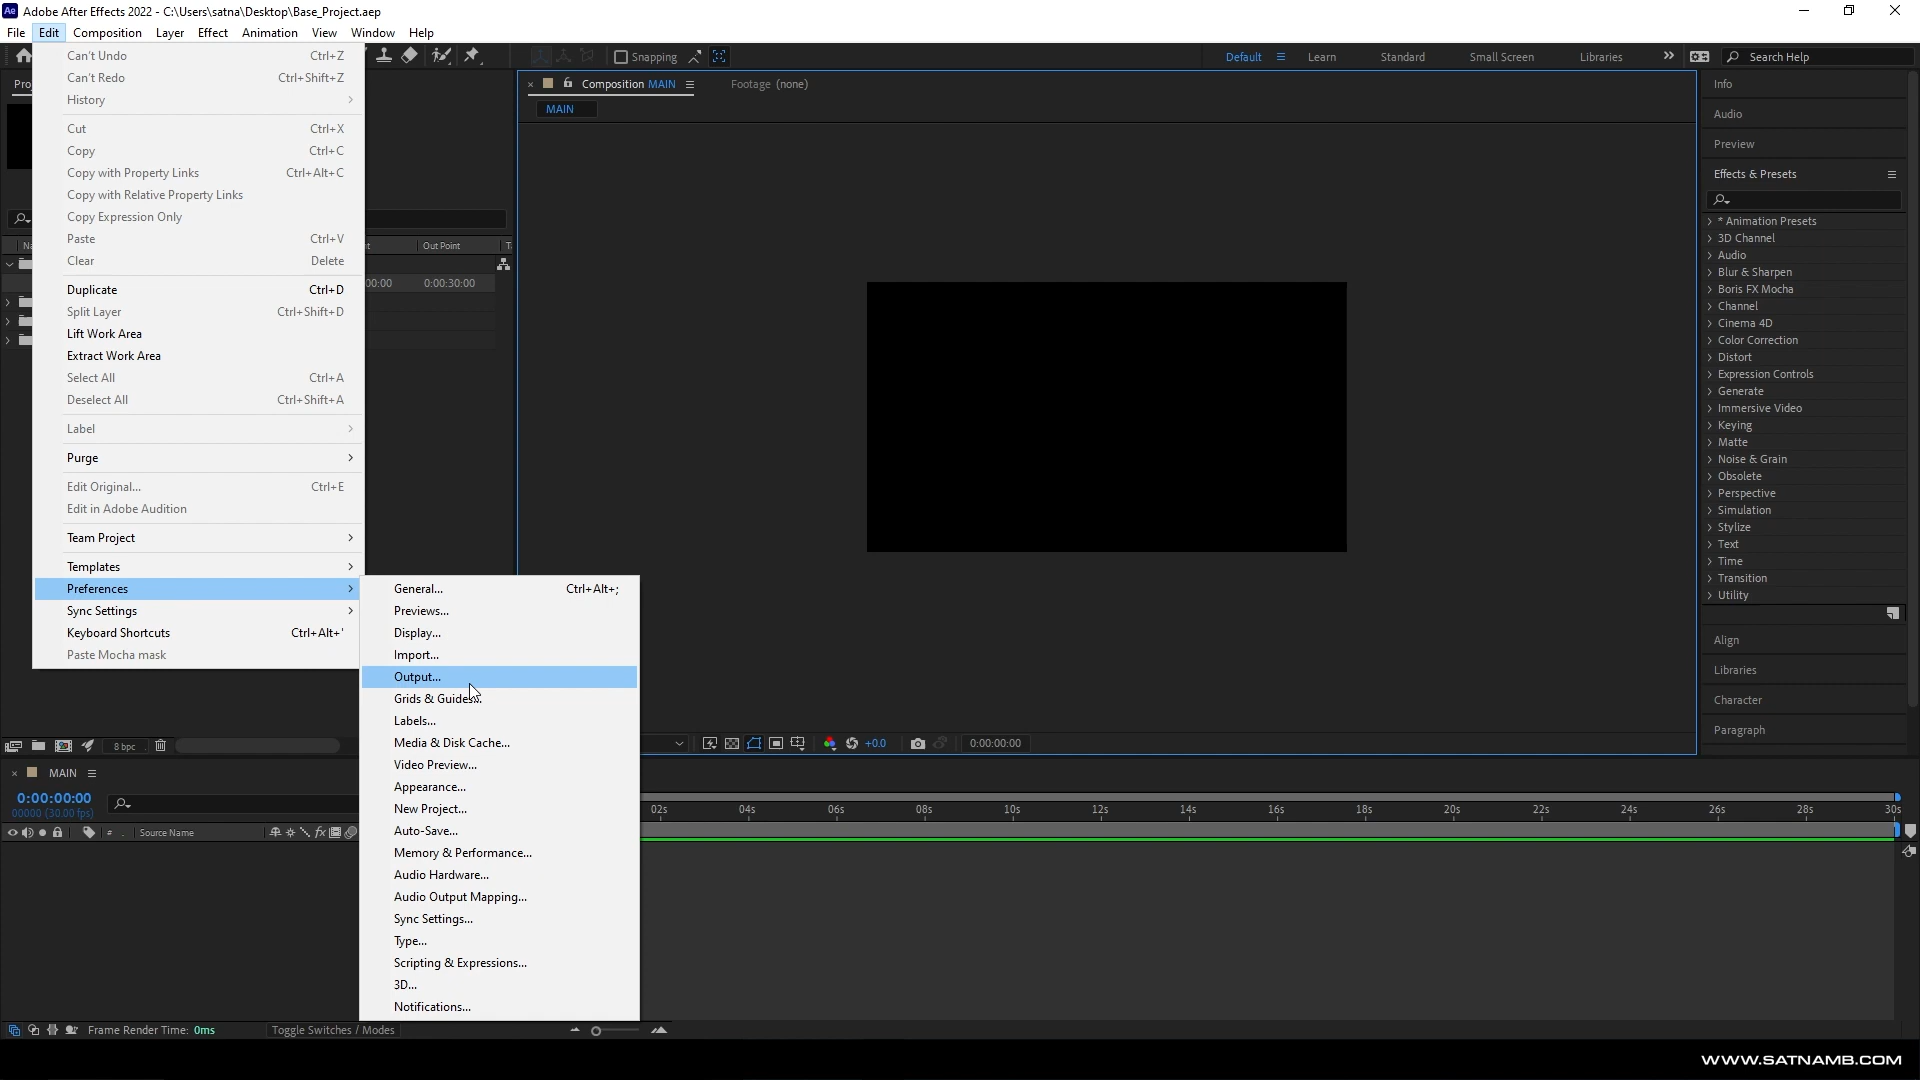 Ae Adobe After Effects 2022 - C:\Users\satna\Desktop\Base_Project.aep
File Edit Composition Layer Effect Animation View Window Help
Snapping Default Learn Standard Small Screen Libraries Search Help
Can't Undo Ctrl+Z
Can't Redo Ctrl+Shift+Z
History
Cut Ctrl+X
Copy Ctrl+C
Copy with Property Links Ctrl+Alt+C
Copy with Relative Property Links
Copy Expression Only
Paste Ctrl+V
Clear Delete
Duplicate Ctrl+D
Split Layer Ctrl+Shift+D
Lift Work Area
Extract Work Area
Select All Ctrl+A
Deselect All Ctrl+Shift+A
Label
Purge
Edit Original... Ctrl+E
Edit in Adobe Audition
Team Project
Templates
Preferences
Sync Settings
Keyboard Shortcuts Ctrl+Alt+'
Paste Mocha mask
General... Ctrl+Alt+;
Previews...
Display...
Import...
Output...
Grids & Guides...
Labels...
Media & Disk Cache...
Video Preview...
Appearance...
New Project...
Auto-Save...
Memory & Performance...
Audio Hardware...
Audio Output Mapping...
Sync Settings...
Type...
Scripting & Expressions...
3D...
Notifications...
Out Point
0:00:30:00
Composition MAIN Footage (none)
MAIN
+0.0 0:00:00:00
Info
Audio
Preview
Effects & Presets
* Animation Presets
3D Channel
Audio
Blur & Sharpen
Boris FX Mocha
Channel
Cinema 4D
Color Correction
Distort
Expression Controls
Generate
Immersive Video
Keying
Matte
Noise & Grain
Obsolete
Perspective
Simulation
Stylize
Text
Time
Transition
Utility
Align
Libraries
Character
Paragraph
8 bpc
MAIN
0:00:00:00
00000 (30.00 fps)
# Source Name fx
02s 04s 06s 08s 10s 12s 14s 16s 18s 20s 22s 24s 26s 28s 30s
Frame Render Time: 0ms Toggle Switches / Modes
WWW.SATNAMB.COM